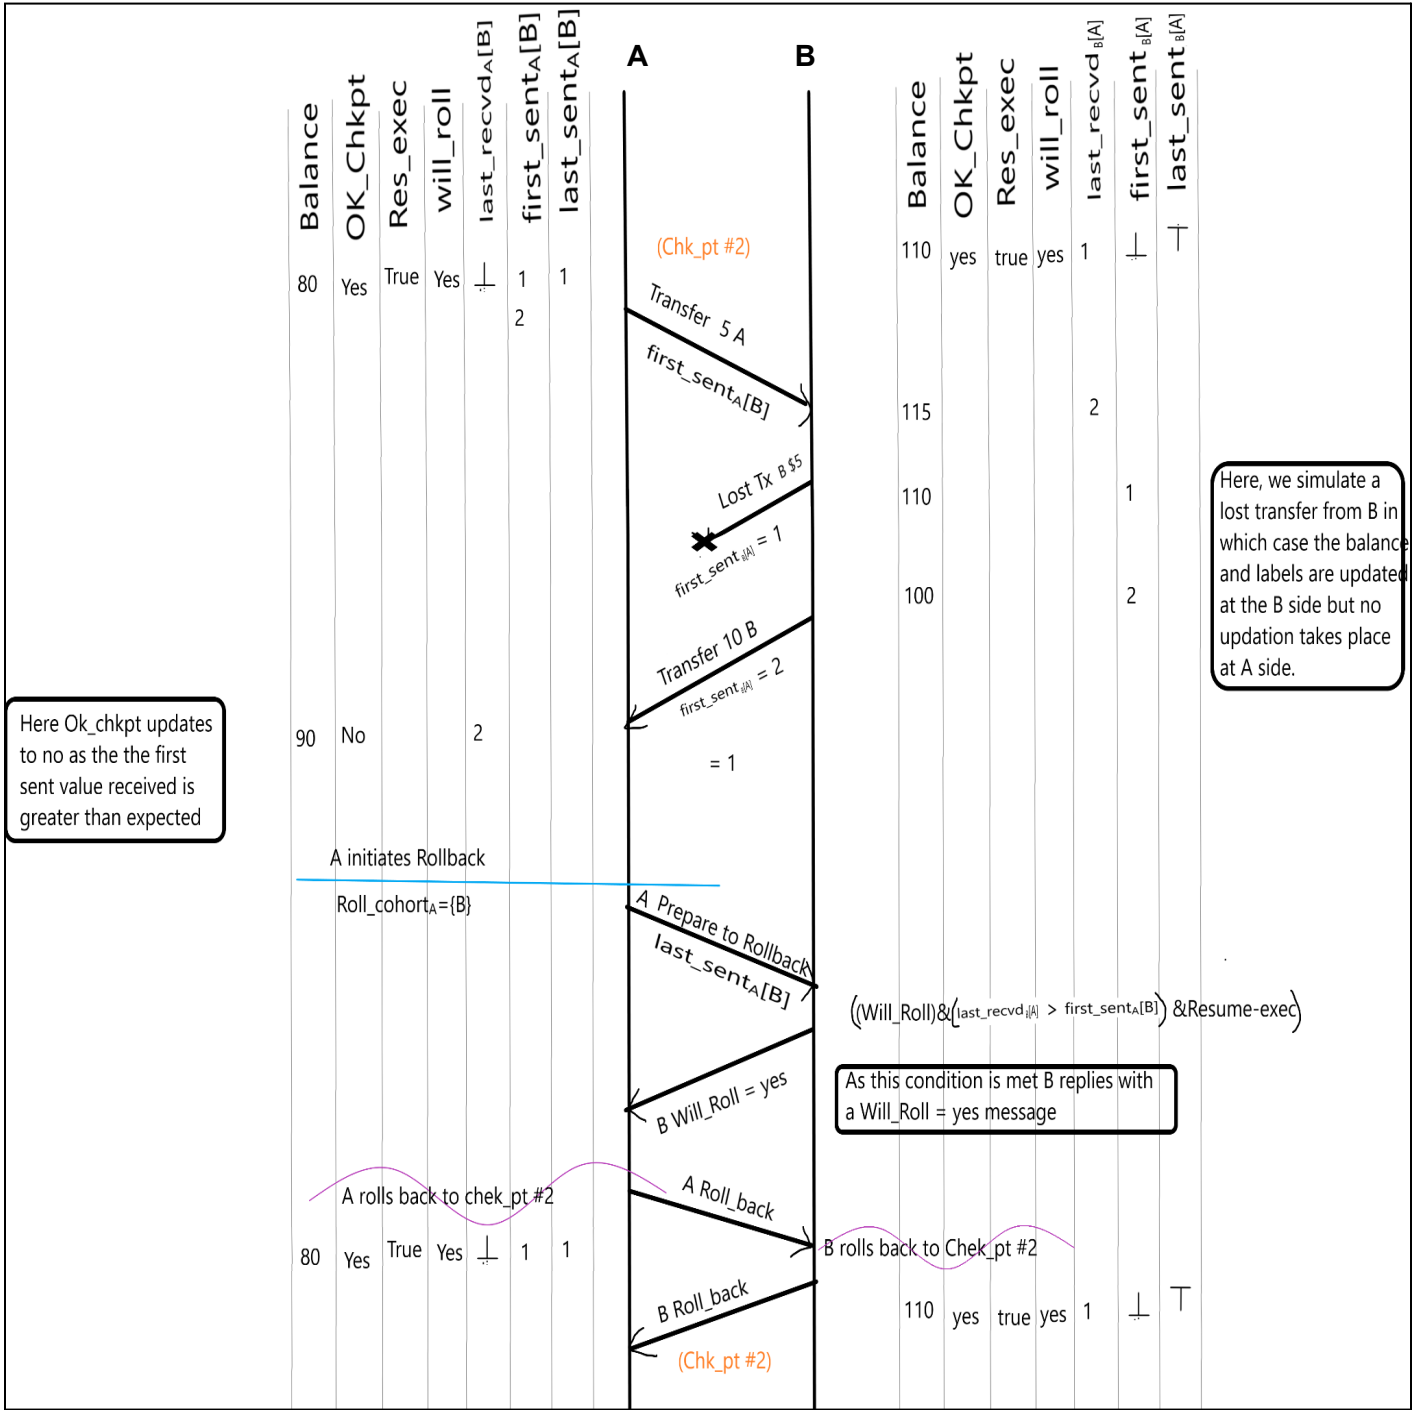 A
B
Balance
OK_Chkpt
Res_exec
will_roll
last_recvdA[B]
first_sentA[B]
last_sentA[B]
Balance
OK_Chkpt
Res_exec
will_roll
last_recvd B[A]
first_sent B[A]
last_sent B[A]
(Chk_pt #2)
110 yes true yes 1 ⊥ ⊤
80 Yes True Yes ⊥ 1 1
2
Transfer 5 A
first_sentA[B]
115 2
Lost Tx B $5
110 1
first_sent B[A] = 1
Here, we simulate a
lost transfer from B in
which case the balance
and labels are updated
at the B side but no
updation takes place
at A side.
100 2
Transfer 10 B
first_sent B[A] = 2
90 No 2
= 1
Here Ok_chkpt updates
to no as the the first
sent value received is
greater than expected
A initiates Rollback
Roll_cohortA={B}
A Prepare to Rollback
last_sentA[B]
((Will_Roll)&(last_recvd B[A] > first_sentA[B]) &Resume-exec)
As this condition is met B replies with
a Will_Roll = yes message
B Will_Roll = yes
A rolls back to chek_pt #2
A Roll_back
B rolls back to Chek_pt #2
80 Yes True Yes ⊥ 1 1
B Roll_back
110 yes true yes 1 ⊥ ⊤
(Chk_pt #2)